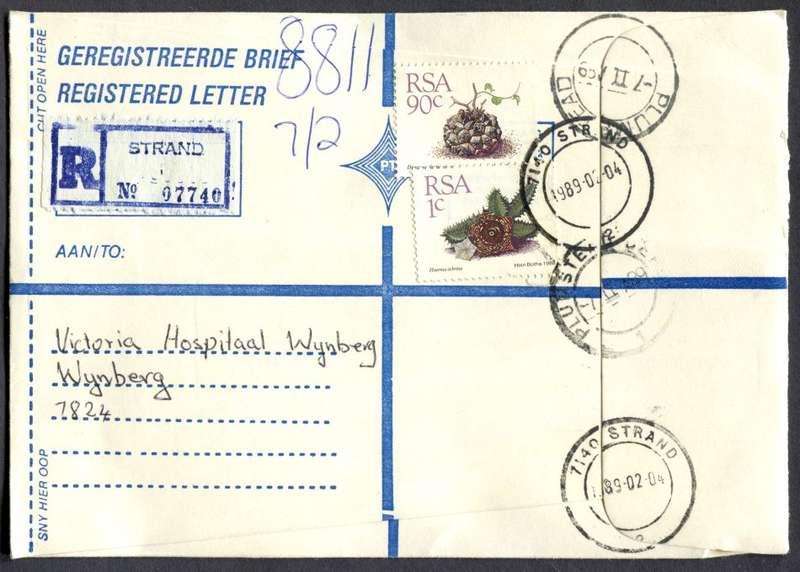 CUT OPEN HERE
GEREGISTREERDE BRIEF
REGISTERED LETTER
8811
7/2
R STRAND
No 07740
RSA
90c
RSA
1c
7140 STRAND
1989-02-04
AAN/TO:
Victoria Hospitaal Wynberg
Wynberg
7824
SNY HIER OOP
7140 STRAND
1989-02-04